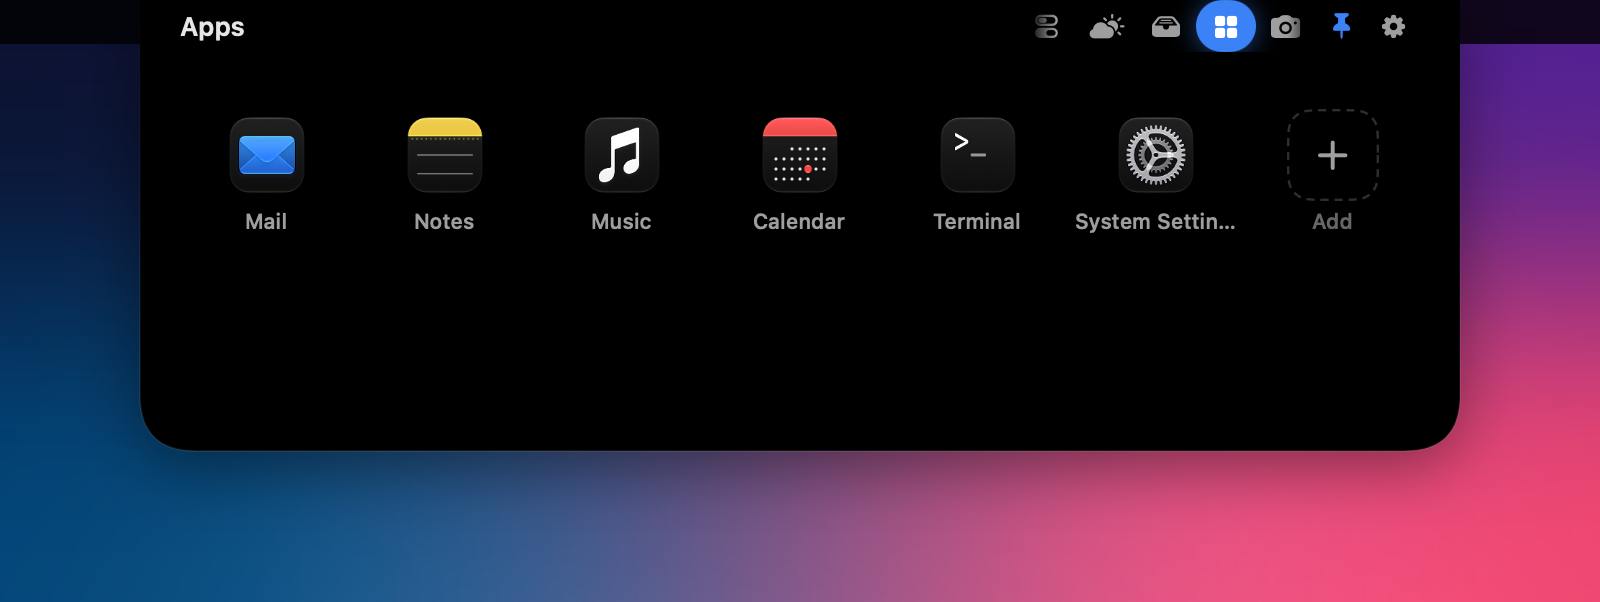 Apps
Mail
Notes
Music
Calendar
Terminal
System Settin...
Add